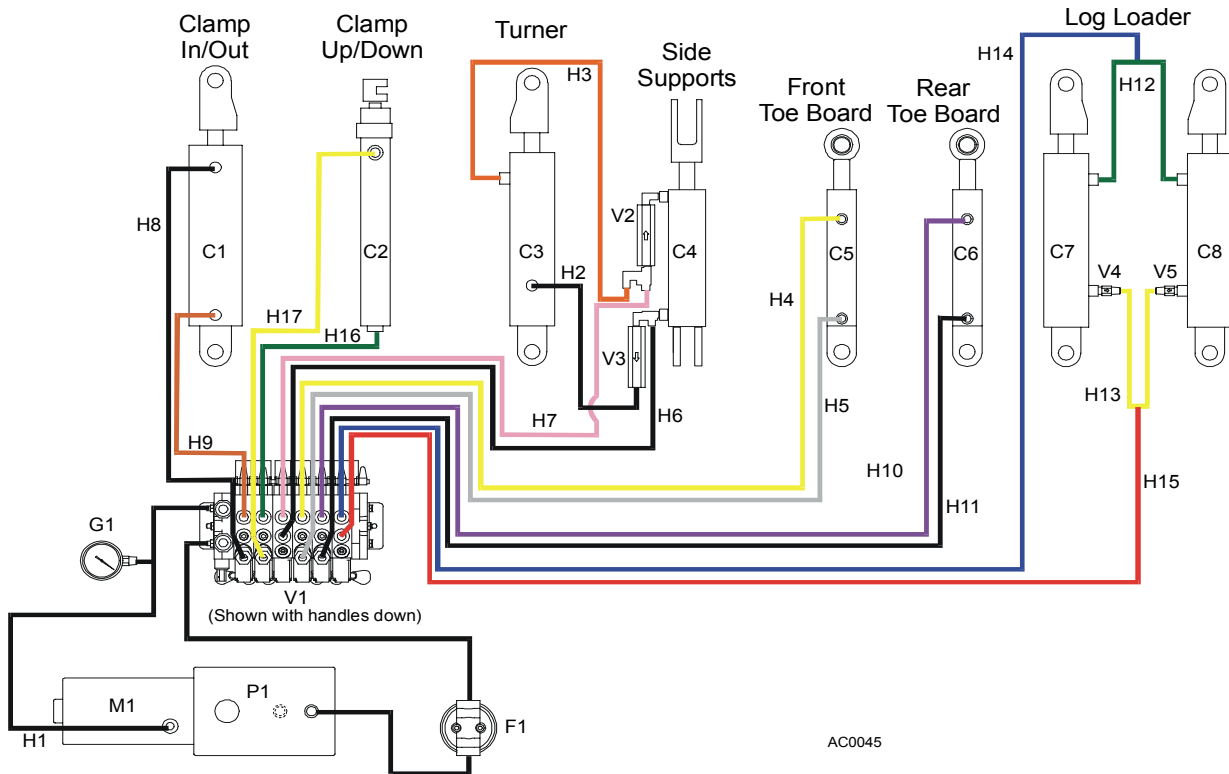 Clamp
In/Out
Clamp
Up/Down
Turner
Side
Supports
Front
Toe Board
Rear
Toe Board
Log Loader
H14
H3
H12
H8
V2
C1
C2
C3
C4
C5
C6
C7
C8
H2
V4
V5
H4
H17
H16
V3
H7
H6
H5
H13
H9
H10
H11
H15
G1
V1
(Shown with handles down)
M1
P1
F1
H1
AC0045